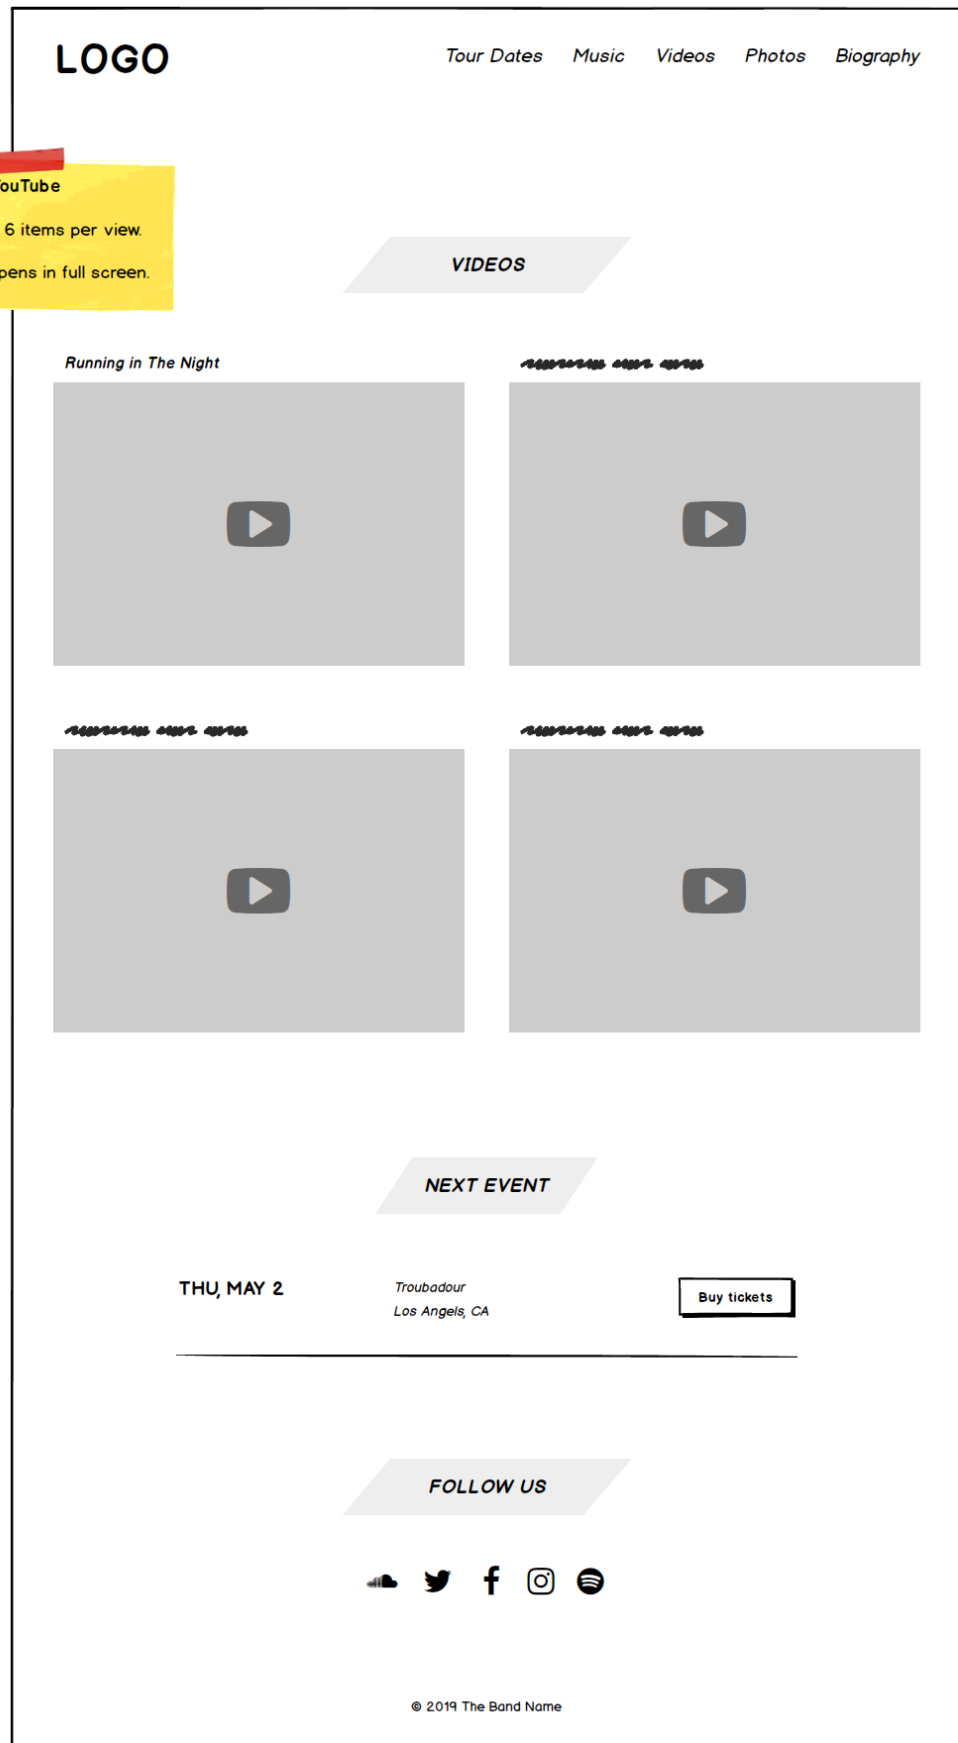 LOGO
Tour Dates Music Videos Photos Biography
ouTube
6 items per view.
pens in full screen.
VIDEOS
Running in The Night
NEXT EVENT
THU, MAY 2
Troubadour
Los Angels, CA
Buy tickets
FOLLOW US
© 2019 The Band Name